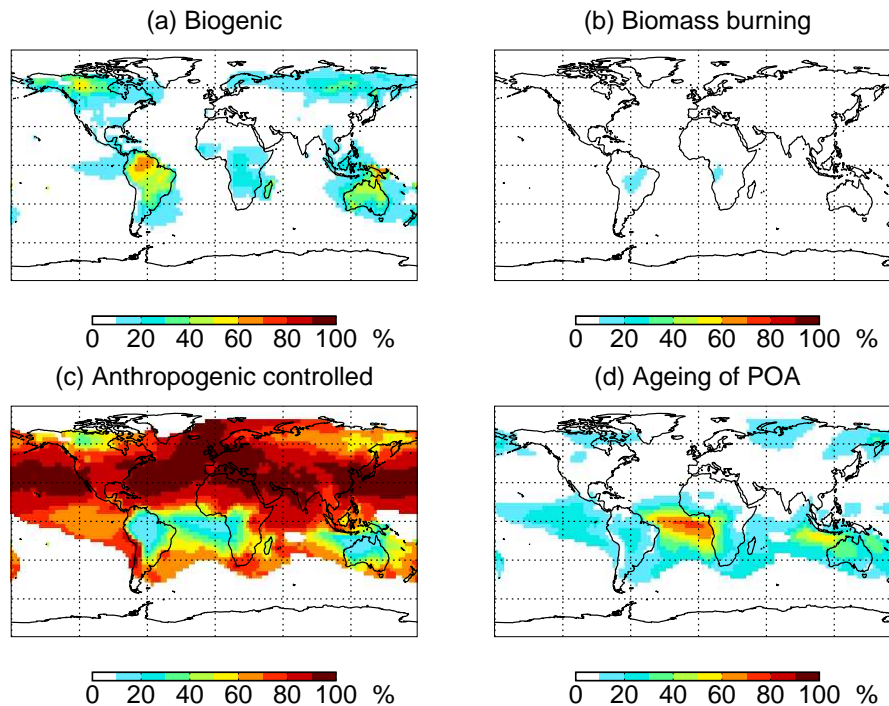 (a) Biogenic
(b) Biomass burning
0 20 40 60 80 100 %
0 20 40 60 80 100 %
(c) Anthropogenic controlled
(d) Ageing of POA
0 20 40 60 80 100 %
0 20 40 60 80 100 %